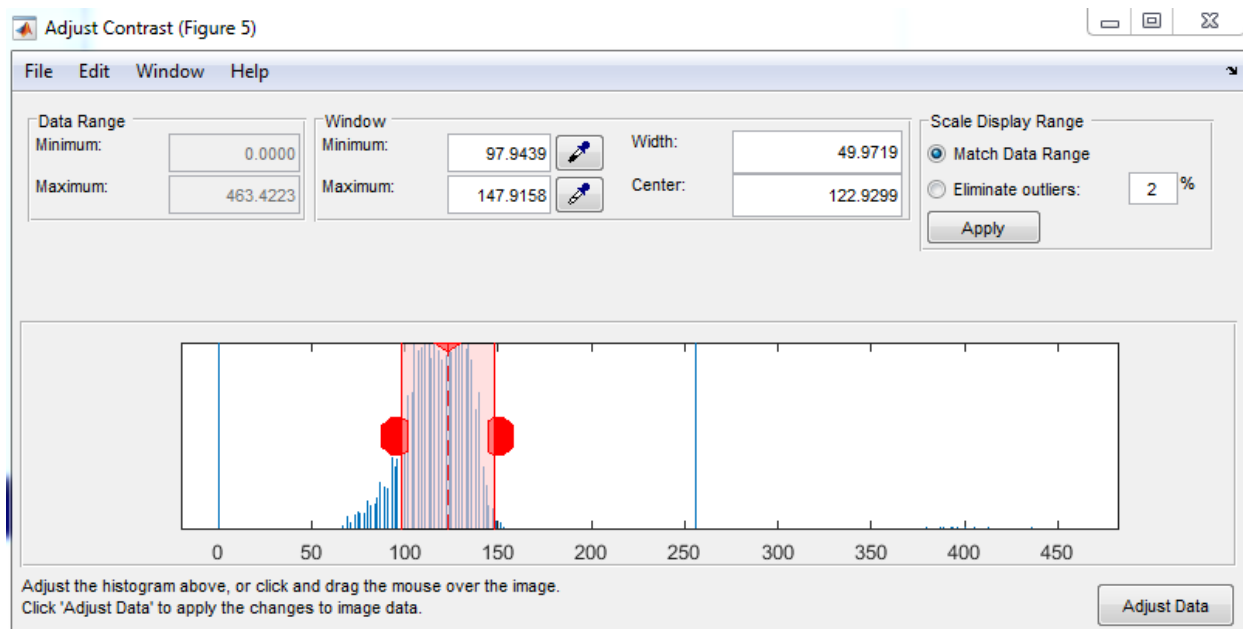 Adjust Contrast (Figure 5)
File Edit Window Help
Data Range
Minimum: 0.0000
Maximum: 463.4223
Window
Minimum: 97.9439
Maximum: 147.9158
Width: 49.9719
Center: 122.9299
Scale Display Range
Match Data Range
Eliminate outliers: 2 %
Apply
0 50 100 150 200 250 300 350 400 450
Adjust the histogram above, or click and drag the mouse over the image.
Click 'Adjust Data' to apply the changes to image data.
Adjust Data